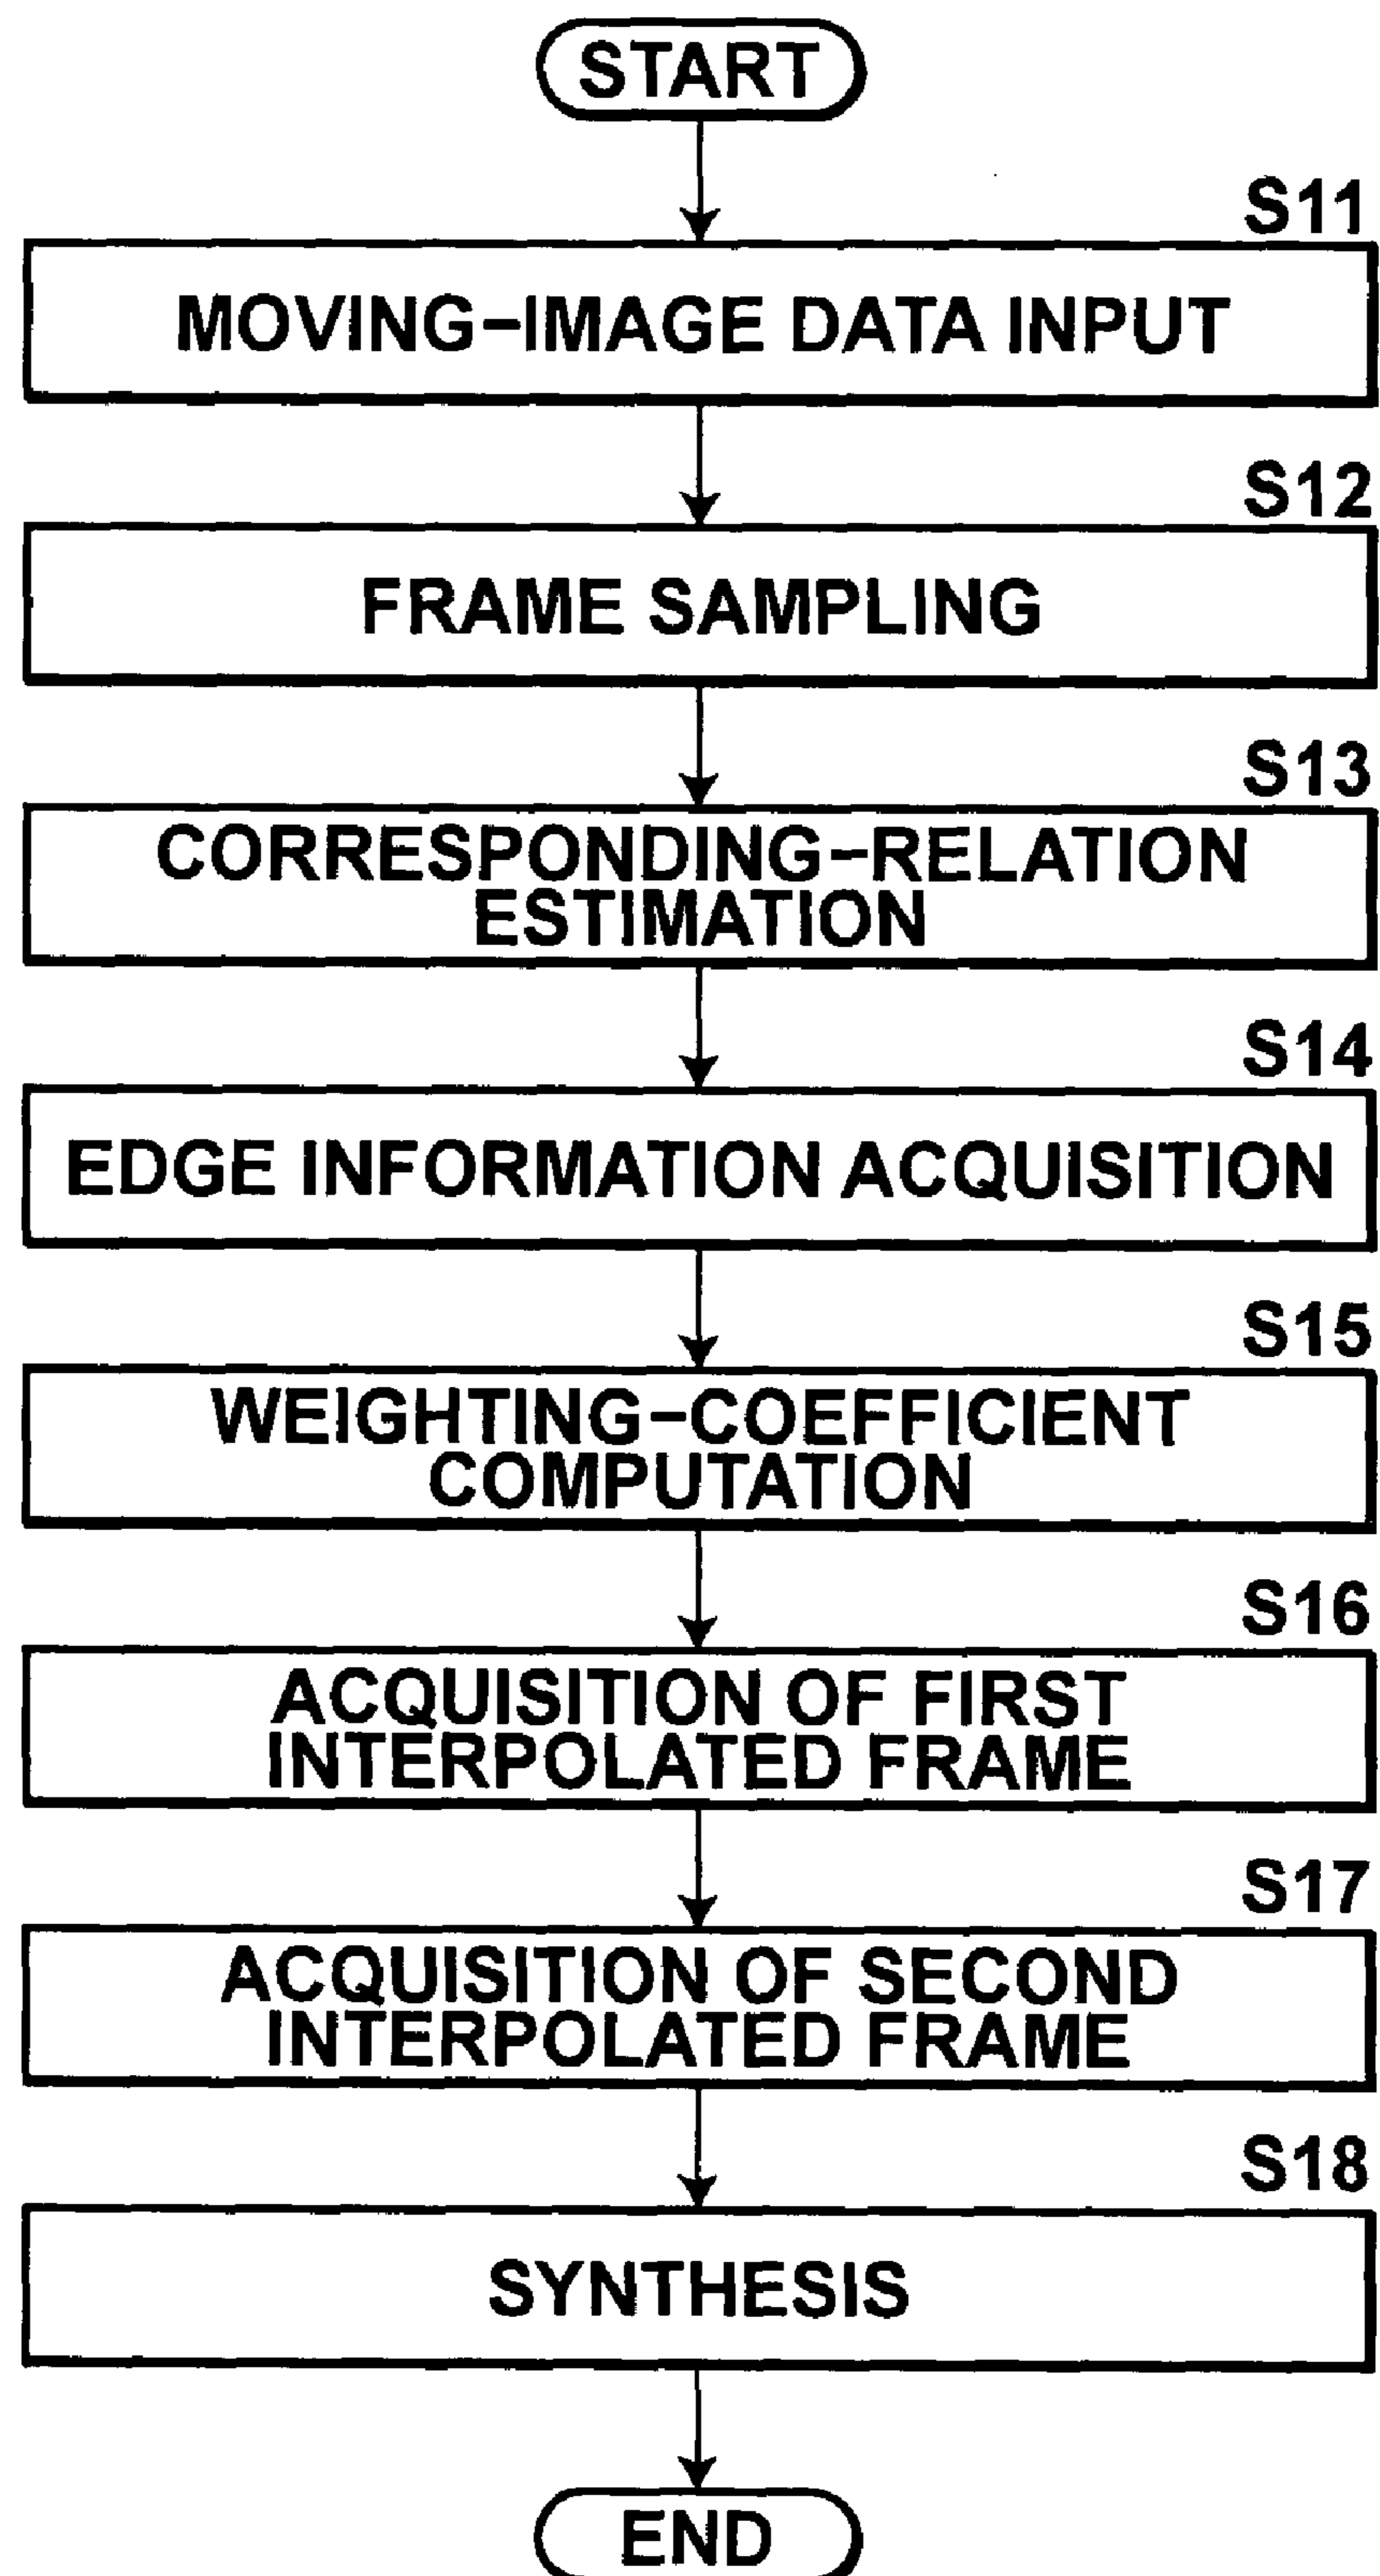 START
S11
MOVING-IMAGE DATA INPUT
S12
FRAME SAMPLING
S13
CORRESPONDING-RELATION
ESTIMATION
S14
EDGE INFORMATION ACQUISITION
S15
WEIGHTING-COEFFICIENT
COMPUTATION
S16
ACQUISITION OF FIRST
INTERPOLATED FRAME
S17
ACQUISITION OF SECOND
INTERPOLATED FRAME
S18
SYNTHESIS
END